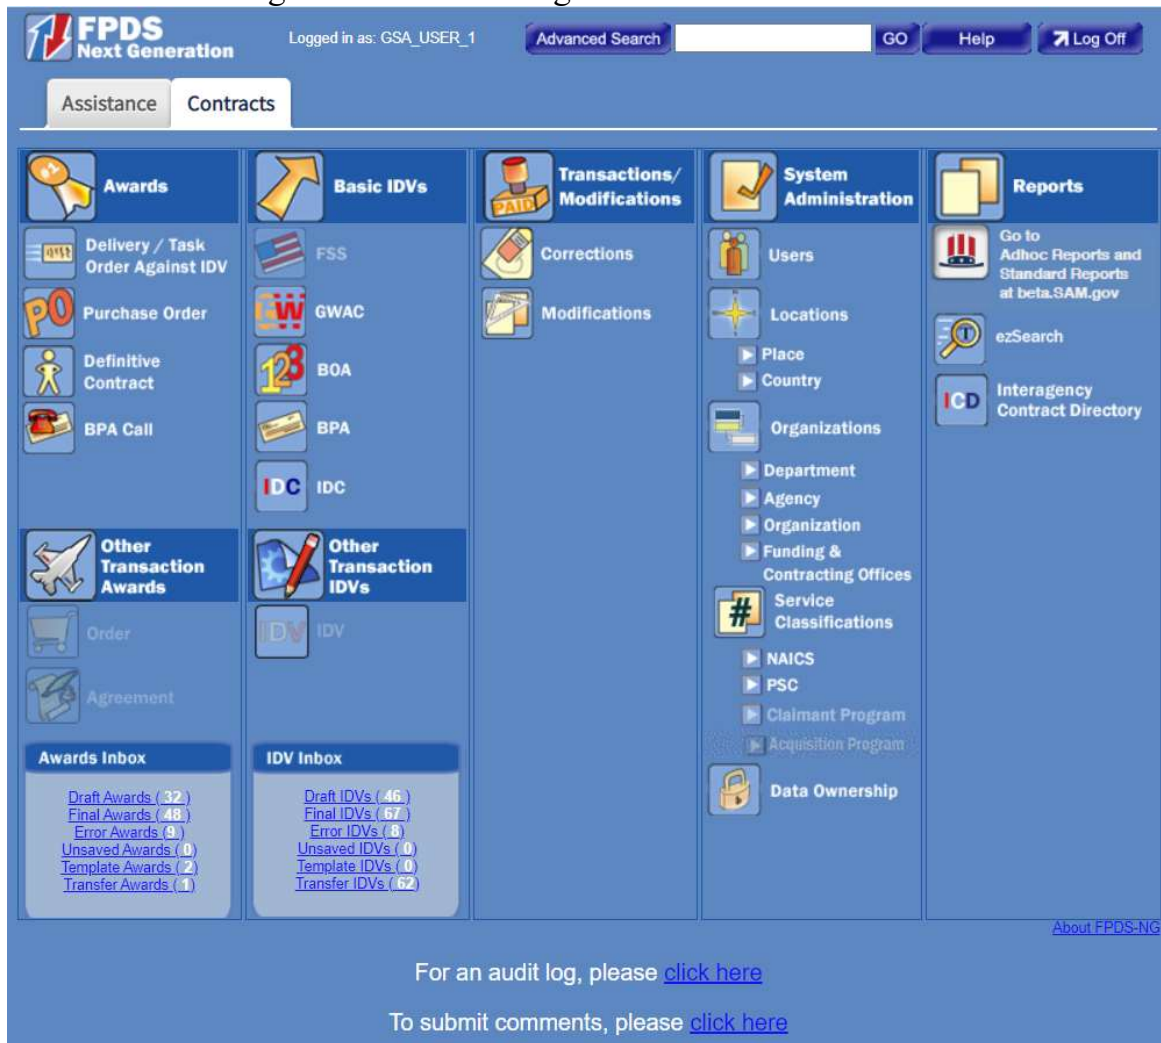 FPDS
Next Generation
Logged in as: GSA_USER_1
Advanced Search
GO
Help
Log Off
Assistance
Contracts
Awards
Delivery / Task
Order Against IDV
PO
Purchase Order
Definitive
Contract
BPA Call
Other
Transaction
Awards
Order
Agreement
Awards Inbox
Draft Awards ( 32 )
Final Awards ( 48 )
Error Awards (9 )
Unsaved Awards ( 0)
Template Awards ( 2)
Transfer Awards ( 1)
Basic IDVs
FSS
W
GWAC
123
BOA
BPA
IDC
IDC
Other
Transaction
IDVs
IDV
IDV
IDV Inbox
Draft IDVs ( 46 )
Final IDVs ( 67 )
Error IDVs ( 8)
Unsaved IDVs ( 0)
Template IDVs ( 0)
Transfer IDVs ( 62)
PAID
Transactions/
Modifications
Corrections
Modifications
System
Administration
Users
Locations
Place
Country
Organizations
Department
Agency
Organization
Funding &
Contracting Offices
#
Service
Classifications
NAICS
PSC
Claimant Program
Acquisition Program
Data Ownership
Reports
Go to
Adhoc Reports and
Standard Reports
at beta.SAM.gov
ezSearch
ICD
Interagency
Contract Directory
About FPDS-NG
For an audit log, please click here
To submit comments, please click here